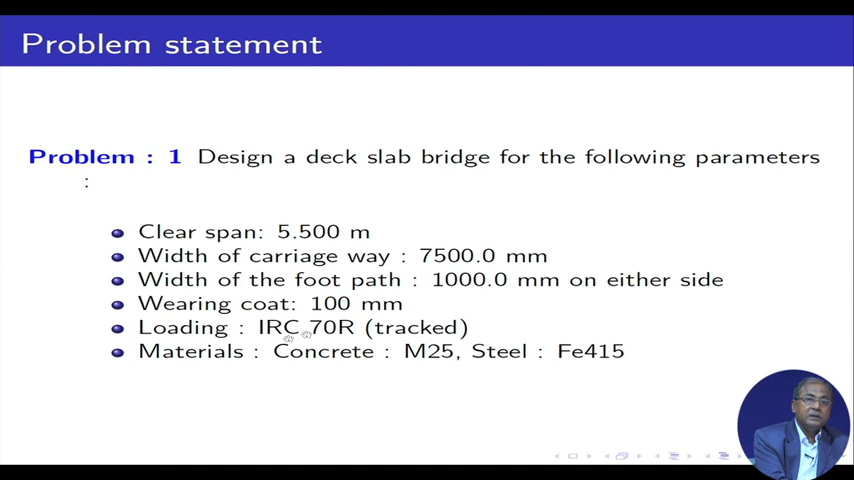 Problem statement
Problem : 1 Design a deck slab bridge for the following parameters
:
Clear span: 5.500 m
Width of carriage way : 7500.0 mm
Width of the foot path : 1000.0 mm on either side
Wearing coat: 100 mm
Loading : IRC 70R (tracked)
Materials : Concrete : M25, Steel : Fe415